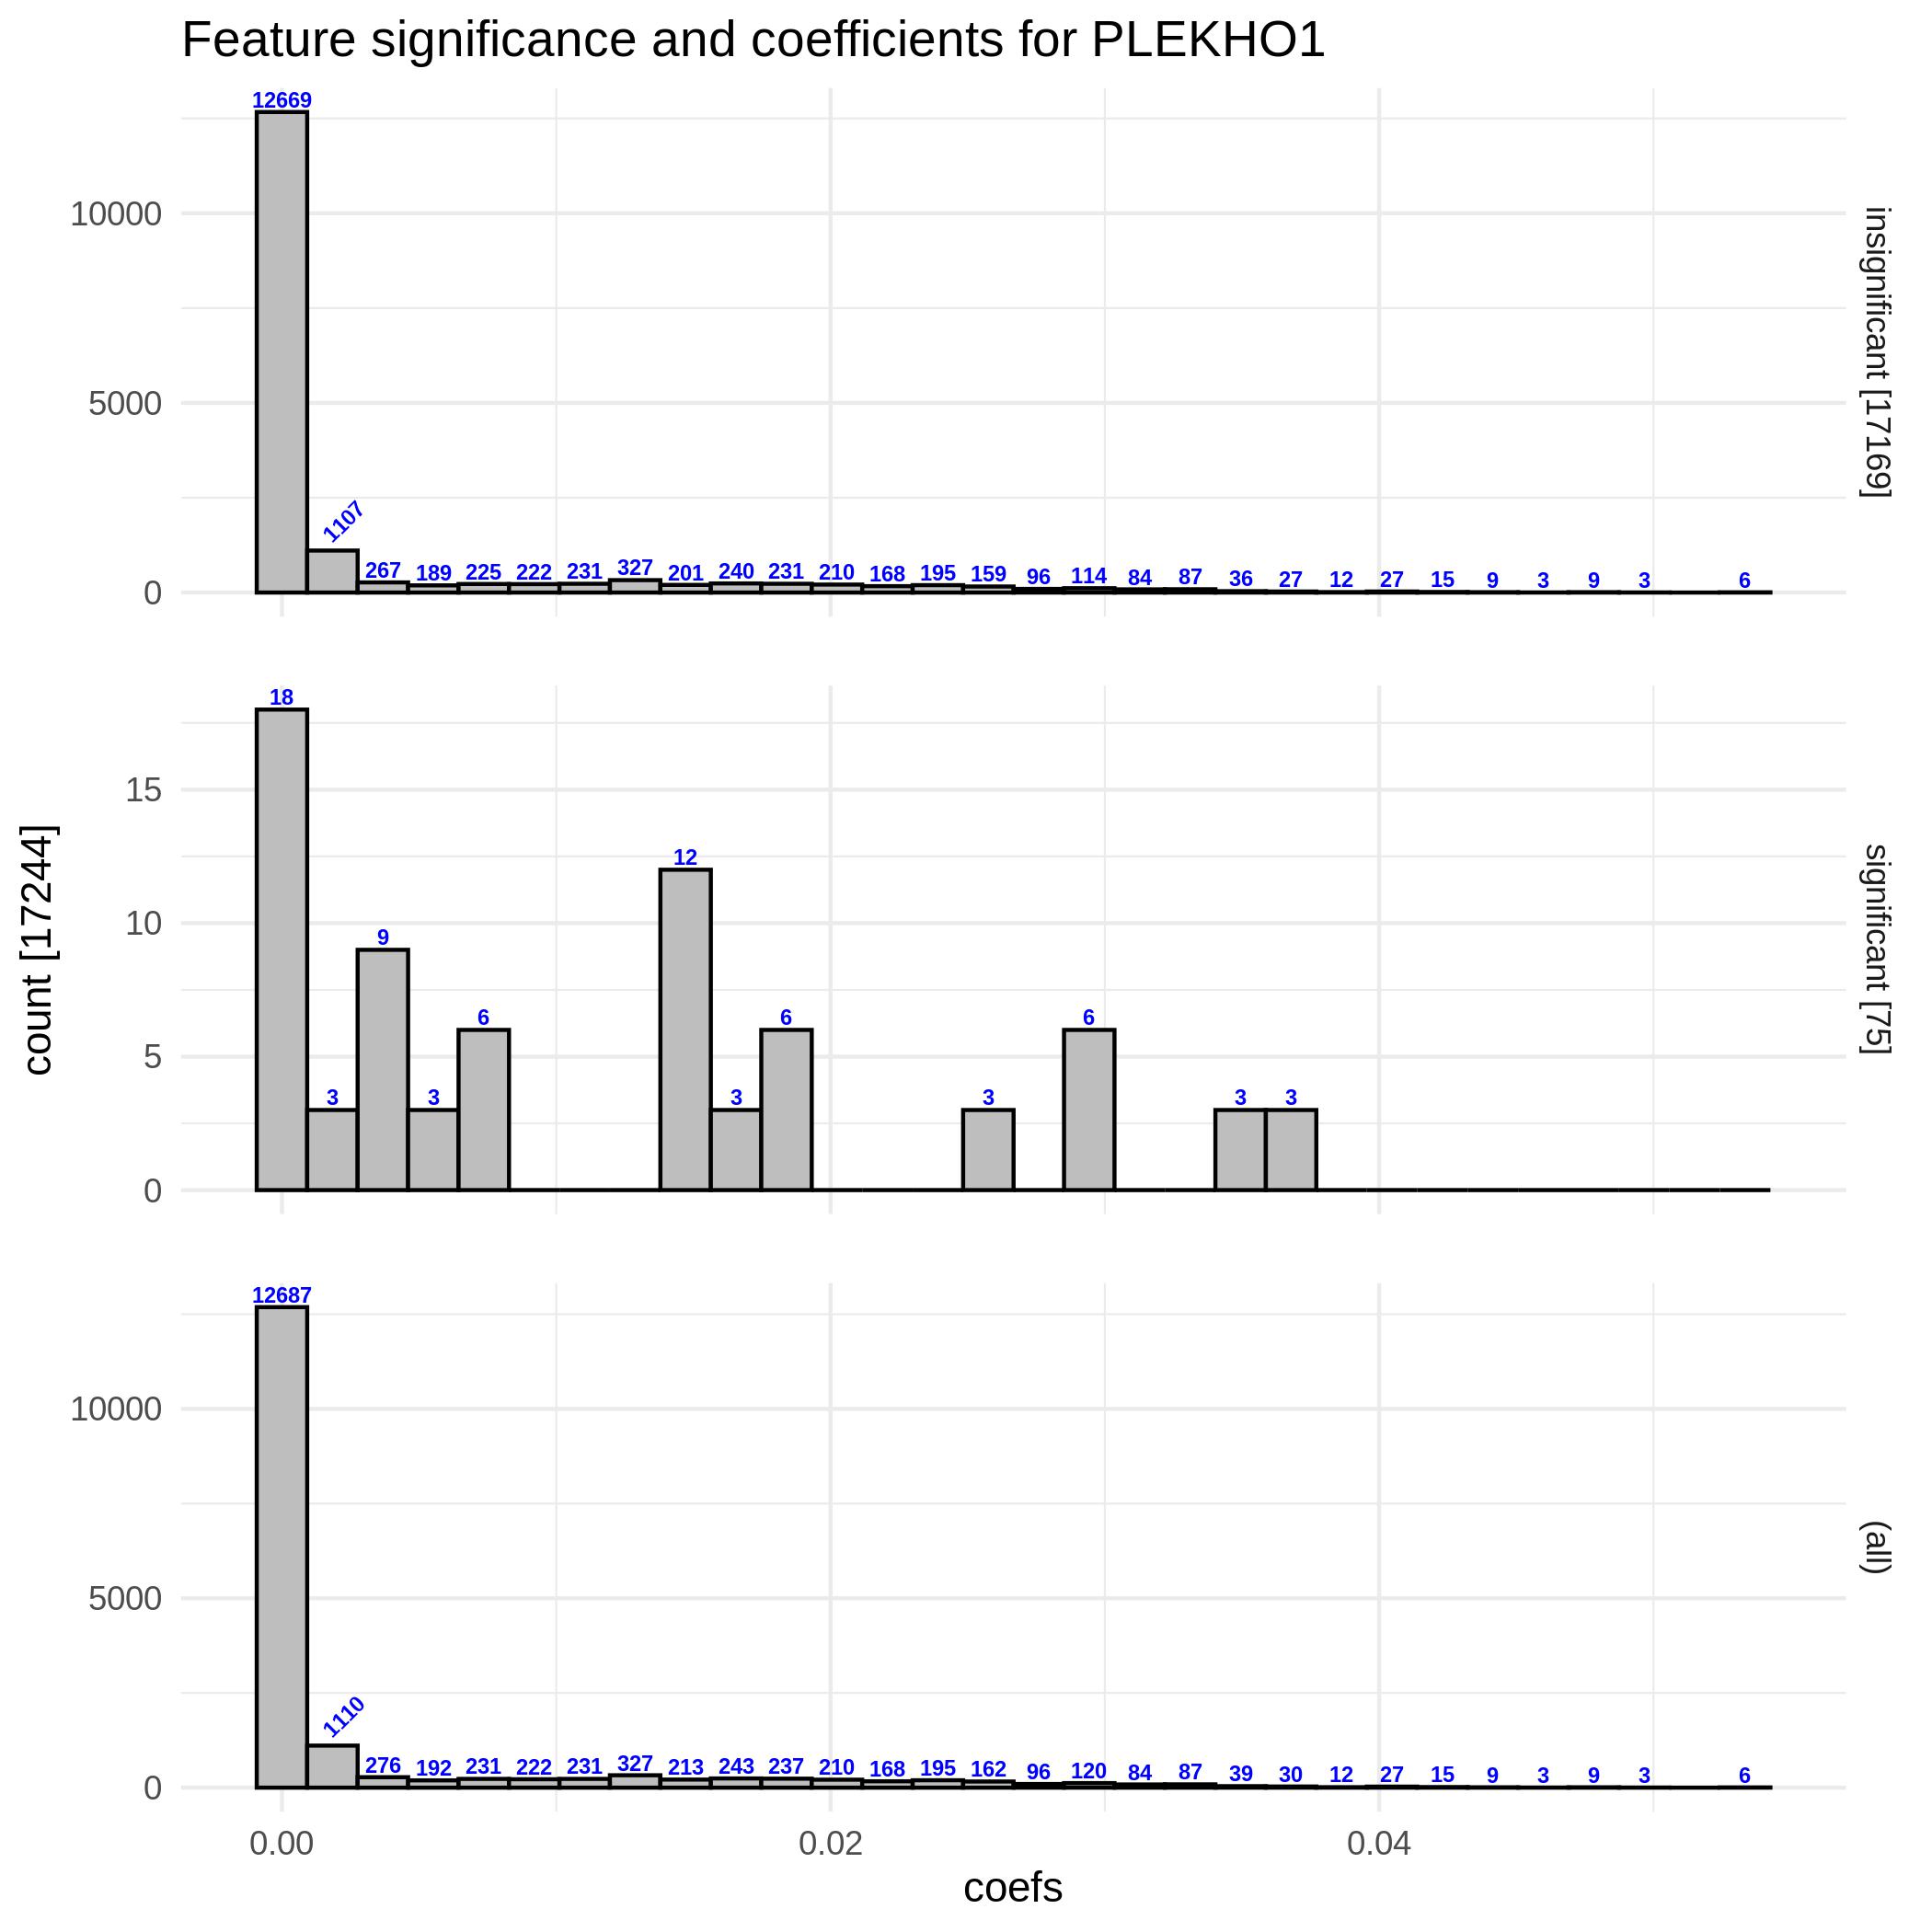 Feature significance and coefficients for PLEKHO1
12669
10000
5000
0
1107
267 189 225 222 231 327 201 240 231 210 168 195 159 96 114 84 87 36 27 12 27 15 9 3 9 3 6
insignificant [17169]
18
15
10
5
0
3 9 3 6 12 3 6 3 6 3 3
significant [75]
count [17244]
12687
10000
5000
0
1110
276 192 231 222 231 327 213 243 237 210 168 195 162 96 120 84 87 39 30 12 27 15 9 3 9 3 6
(all)
0.00 0.02 0.04
coefs